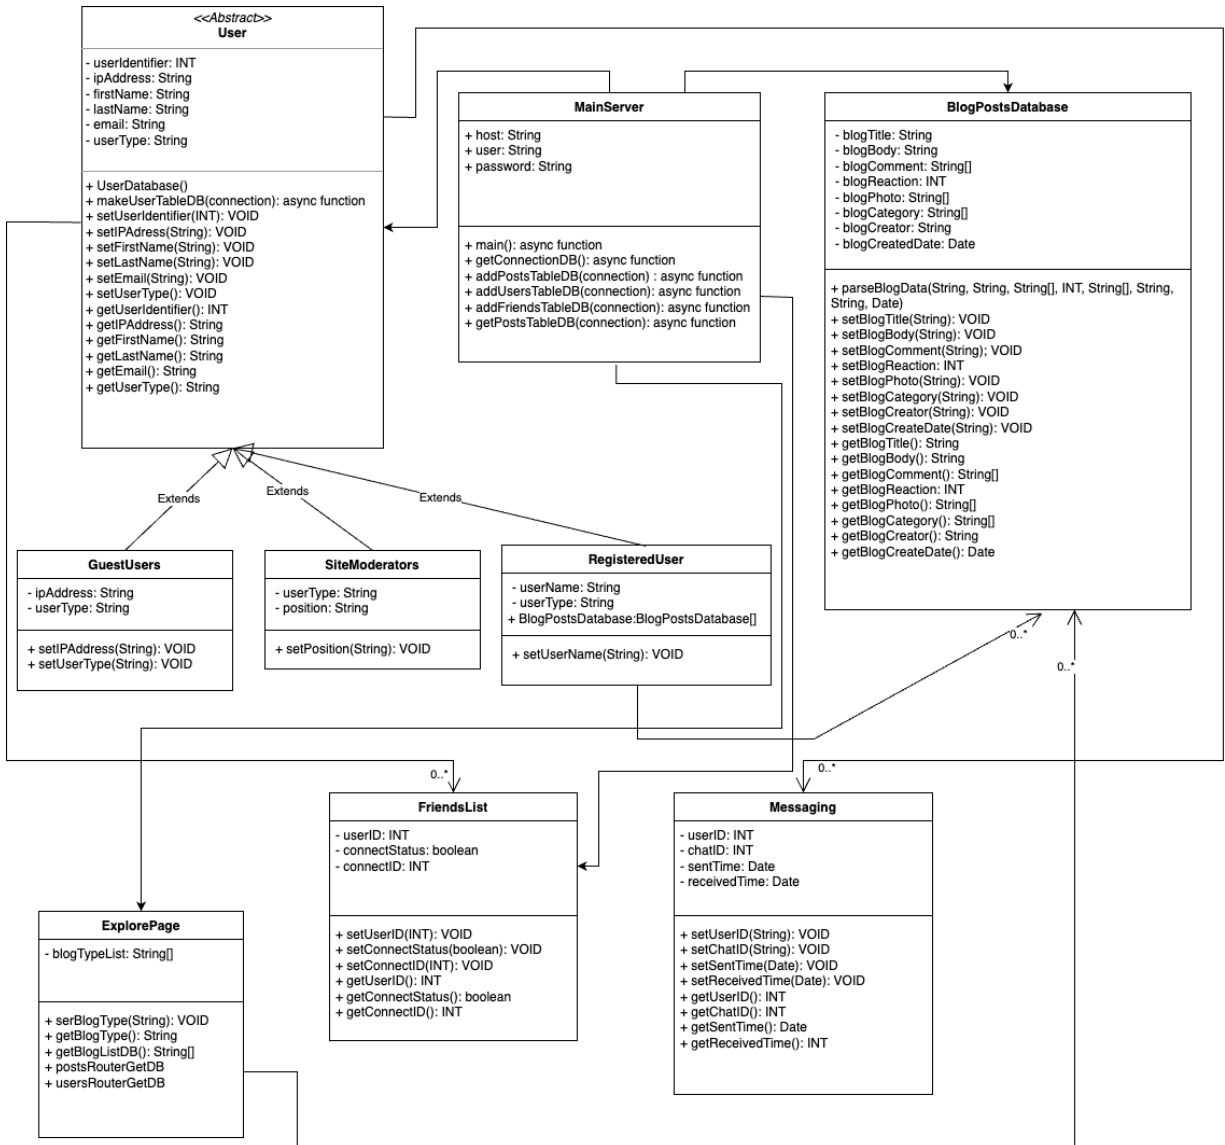 <<Abstract>>
User
- userIdentifier: INT
- ipAddress: String
- firstName: String
- lastName: String
- email: String
- userType: String
+ UserDatabase()
+ makeUserTableDB(connection): async function
+ setUserIdentifier(INT): VOID
+ setIPAdress(String): VOID
+ setFirstName(String): VOID
+ setLastName(String): VOID
+ setEmail(String): VOID
+ setUserType(): VOID
+ getUserIdentifier(): INT
+ getIPAddress(): String
+ getFirstName(): String
+ getLastName(): String
+ getEmail(): String
+ getUserType(): String
MainServer
+ host: String
+ user: String
+ password: String
+ main(): async function
+ getConnectionDB(): async function
+ addPostsTableDB(connection) : async function
+ addUsersTableDB(connection): async function
+ addFriendsTableDB(connection): async function
+ getPostsTableDB(connection): async function
BlogPostsDatabase
- blogTitle: String
- blogBody: String
- blogComment: String[]
- blogReaction: INT
- blogPhoto: String[]
- blogCategory: String[]
- blogCreator: String
- blogCreatedDate: Date
+ parseBlogData(String, String, String[], INT, String[], String,
String, Date)
+ setBlogTitle(String): VOID
+ setBlogBody(String): VOID
+ setBlogComment(String); VOID
+ setBlogReaction: INT
+ setBlogPhoto(String): VOID
+ setBlogCategory(String): VOID
+ setBlogCreator(String): VOID
+ setBlogCreateDate(String): VOID
+ getBlogTitle(): String
+ getBlogBody(): String
+ getBlogComment(): String[]
+ getBlogReaction: INT
+ getBlogPhoto(): String[]
+ getBlogCategory(): String[]
+ getBlogCreator(): String
+ getBlogCreateDate(): Date
Extends
Extends
Extends
GuestUsers
- ipAddress: String
- userType: String
+ setIPAddress(String): VOID
+ setUserType(String): VOID
SiteModerators
- userType: String
- position: String
+ setPosition(String): VOID
RegisteredUser
- userName: String
- userType: String
+ BlogPostsDatabase:BlogPostsDatabase[]
+ setUserName(String): VOID
0..*
0..*
0..*
0..*
FriendsList
- userID: INT
- connectStatus: boolean
- connectID: INT
+ setUserID(INT): VOID
+ setConnectStatus(boolean): VOID
+ setConnectID(INT): VOID
+ getUserID(): INT
+ getConnectStatus(): boolean
+ getConnectID(): INT
Messaging
- userID: INT
- chatID: INT
- sentTime: Date
- receivedTime: Date
+ setUserID(String): VOID
+ setChatID(String): VOID
+ setSentTime(Date): VOID
+ setReceivedTime(Date): VOID
+ getUserID(): INT
+ getChatID(): INT
+ getSentTime(): Date
+ getReceivedTime(): INT
ExplorePage
- blogTypeList: String[]
+ serBlogType(String): VOID
+ getBlogType(): String
+ getBlogListDB(): String[]
+ postsRouterGetDB
+ usersRouterGetDB